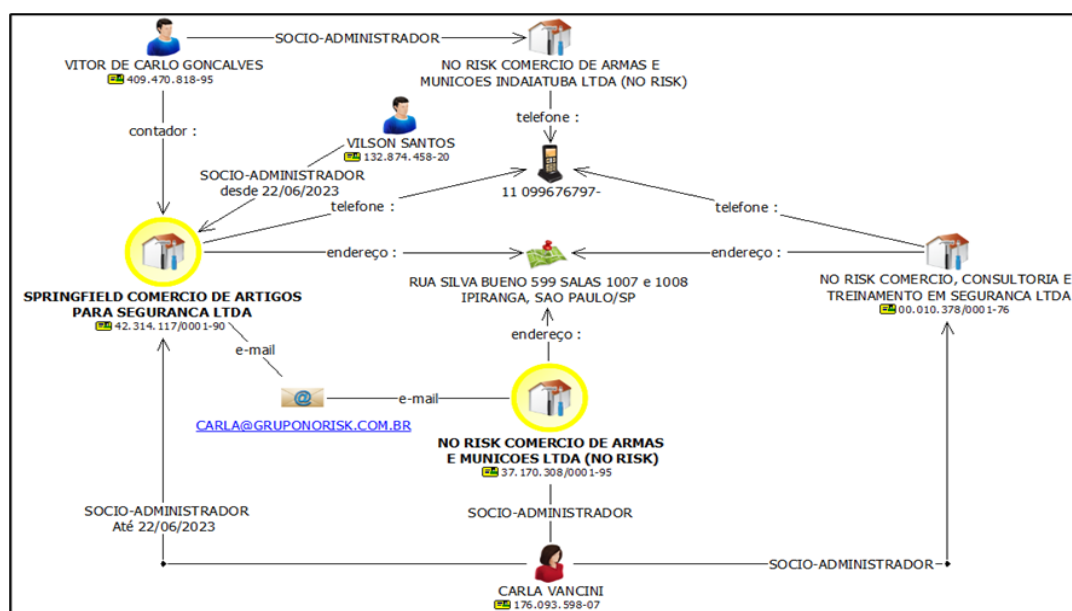 SOCIO-ADMINISTRADOR
VITOR DE CARLO GONCALVES
409.470.818-95
NO RISK COMERCIO DE ARMAS E
MUNICOES INDAIATUBA LTDA (NO RISK)
contador :
telefone :
VILSON SANTOS
132.874.458-20
SOCIO-ADMINISTRADOR
desde 22/06/2023
11 099676797-
telefone :
telefone :
endereço :
endereço :
SPRINGFIELD COMERCIO DE ARTIGOS
PARA SEGURANCA LTDA
42.314.117/0001-90
RUA SILVA BUENO 599 SALAS 1007 e 1008
IPIRANGA, SAO PAULO/SP
NO RISK COMERCIO, CONSULTORIA E
TREINAMENTO EM SEGURANCA LTDA
00.010.378/0001-76
endereço :
e-mail
e-mail
CARLA@GRUPONORISK.COM.BR
NO RISK COMERCIO DE ARMAS
E MUNICOES LTDA (NO RISK)
37.170.308/0001-95
SOCIO-ADMINISTRADOR
Até 22/06/2023
SOCIO-ADMINISTRADOR
SOCIO-ADMINISTRADOR
CARLA VANCINI
176.093.598-07